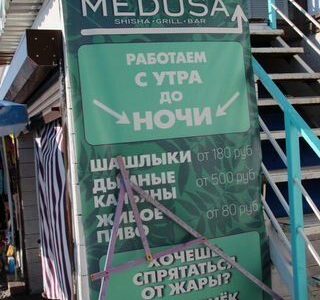 MEDUSA
SHISHA·GRILL·BAR
РАБОТАЕМ
С УТРА
ДО
НОЧИ
ШАШЛЫКИ от 180 руб
ДЫМНЫЕ от 500 руб
КАЛЬЯНЫ
ЖИВОЕ от 80 руб
ПИВО
ХОЧЕШЬ
СПРЯТАТЬСЯ
ОТ ЖАРЫ?